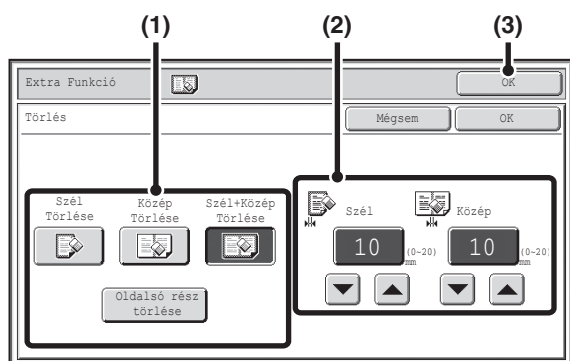 (1) (2) (3)
Extra Funkció OK
Törlés Mégsem OK
Szél Törlése
Közép Törlése
Szél+Közép Törlése
Oldalsó rész
törlése
Szél
Közép
10 (0~20) mm
10 (0~20) mm